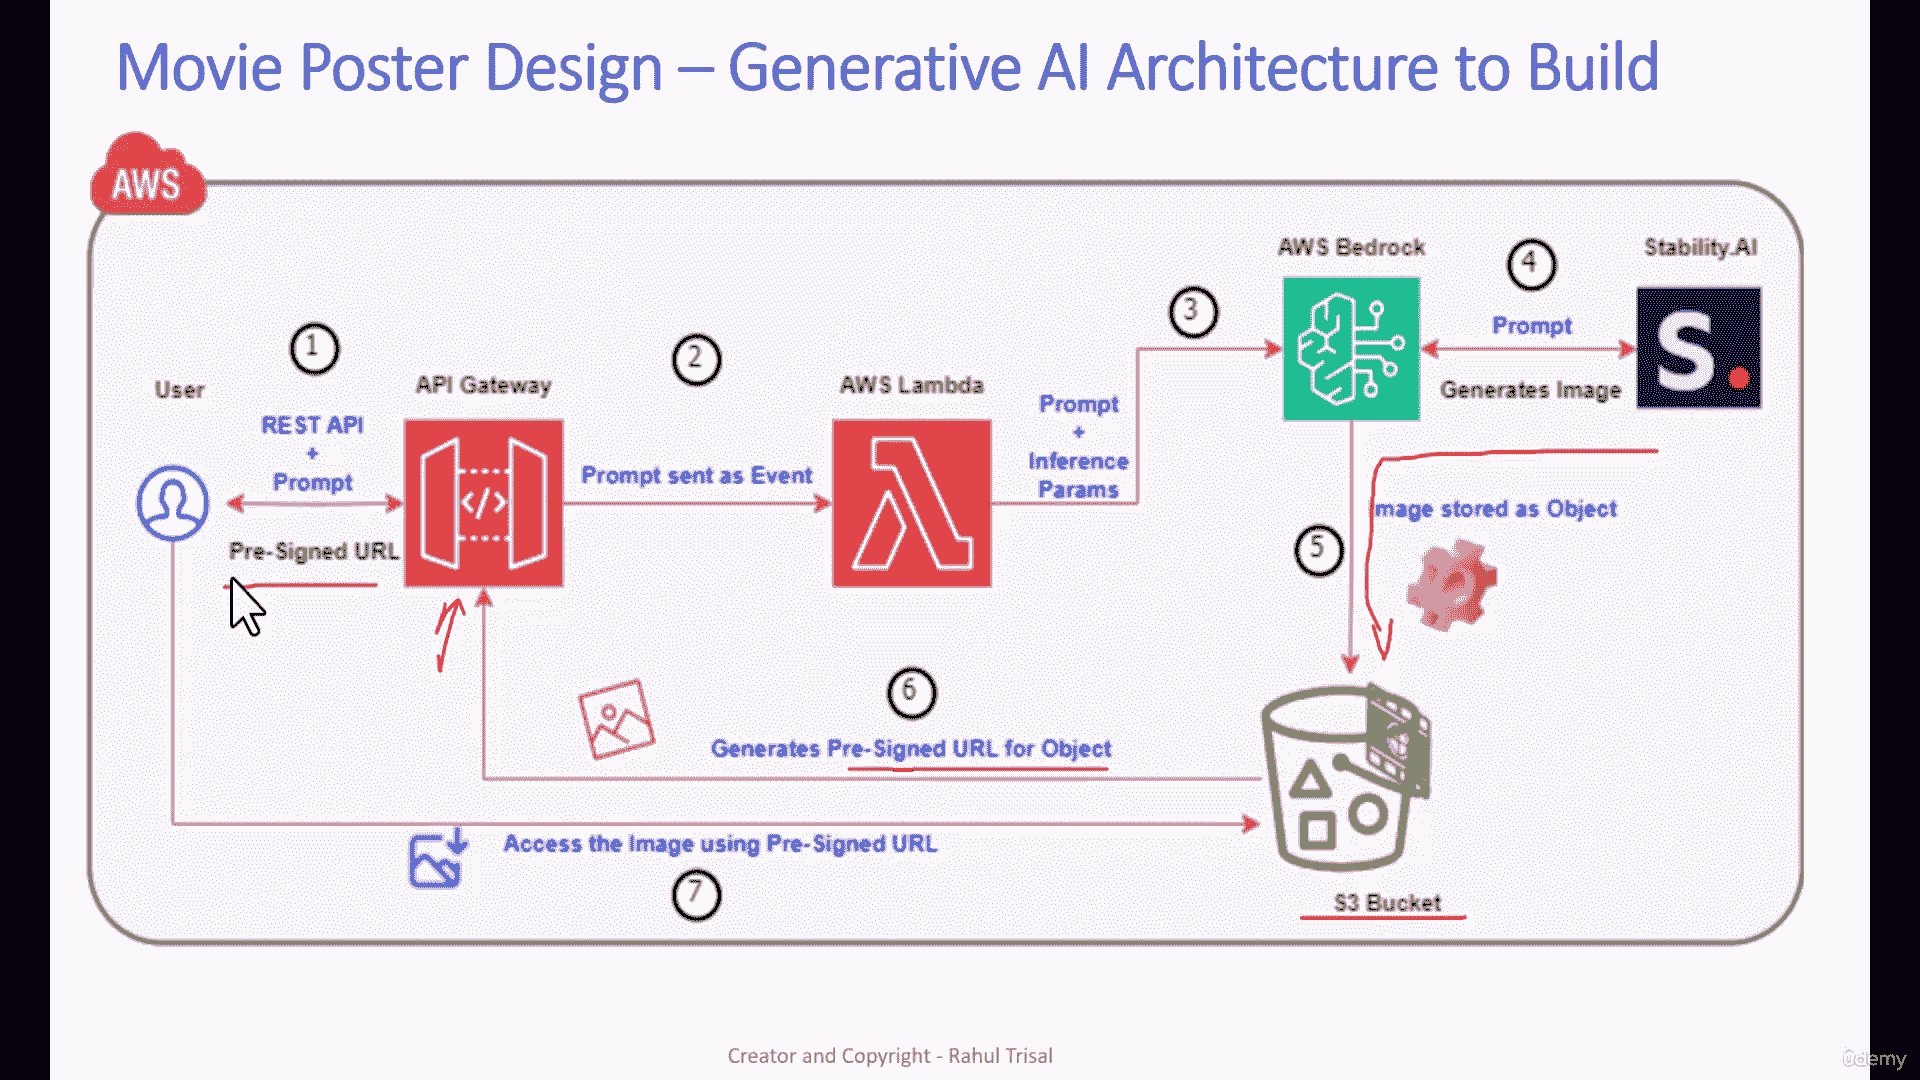 Movie Poster Design – Generative AI Architecture to Build
AWS
AWS Bedrock
4
Stability.AI
3
Prompt
S.
Generates Image
1
2
User
API Gateway
AWS Lambda
REST API
+
Prompt
Prompt sent as Event
Prompt
+
Inference
Params
Pre-Signed URL
5
mage stored as Object
6
Generates Pre-Signed URL for Object
Access the Image using Pre-Signed URL
7
S3 Bucket
Creator and Copyright - Rahul Trisal
ûdemy